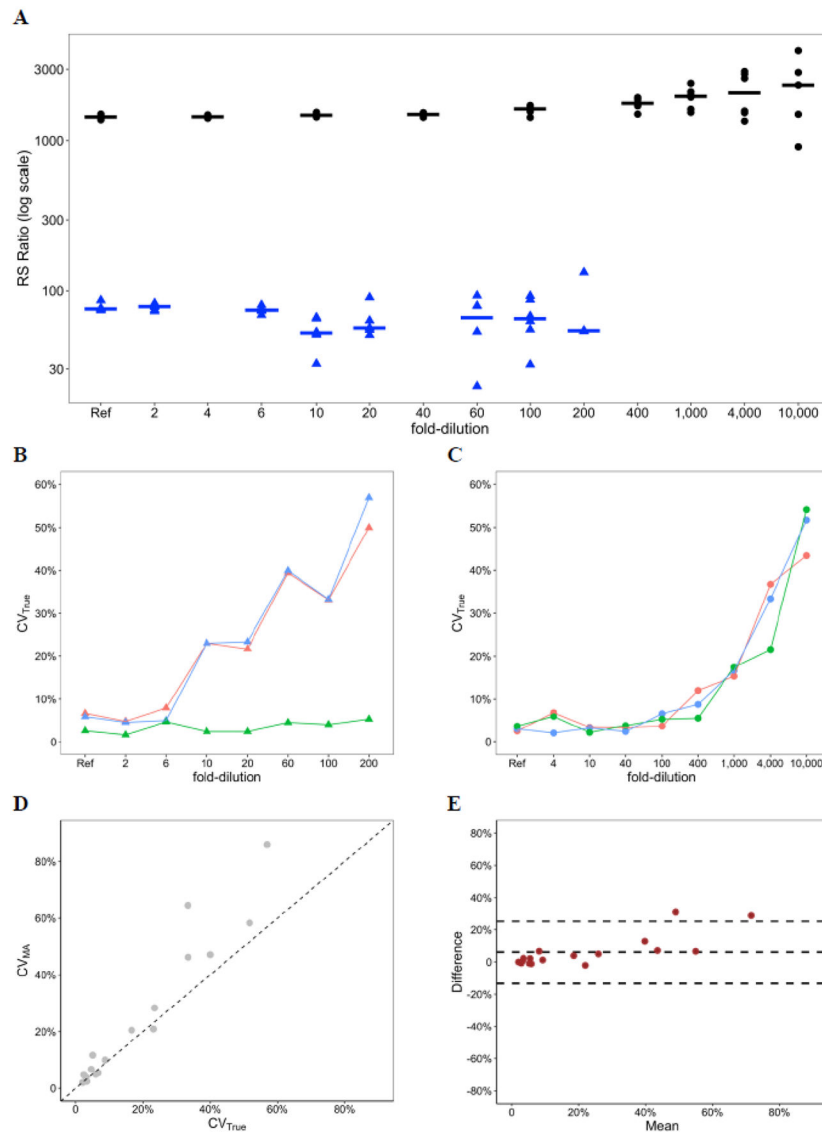 A
3000
1000
300
100
30
RS Ratio (log scale)
Ref 2 4 6 10 20 40 60 100 200 400 1,000 4,000 10,000
fold-dilution
B
60%
50%
40%
30%
20%
10%
0
CV_True
Ref 2 6 10 20 60 100 200
fold-dilution
C
60%
50%
40%
30%
20%
10%
0
CV_True
Ref 4 10 40 100 400 1,000 4,000 10,000
fold-dilution
D
80%
60%
40%
20%
0
CV_MA
0 20% 40% 60% 80%
CV_True
E
80%
60%
40%
20%
0
-20%
-40%
-60%
-80%
Difference
0 20% 40% 60% 80%
Mean